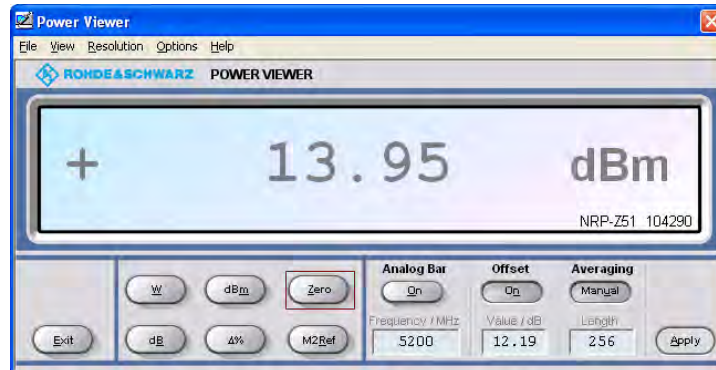 Power Viewer
File View Resolution Options Help
ROHDE&SCHWARZ POWER VIEWER
+ 13.95 dBm
NRP-Z51 104290
Analog Bar Offset Averaging
W dBm Zero On On Manual
Frequency / MHz Value / dB Length
Exit dB Δ% M2Ref 5200 12.19 256 Apply